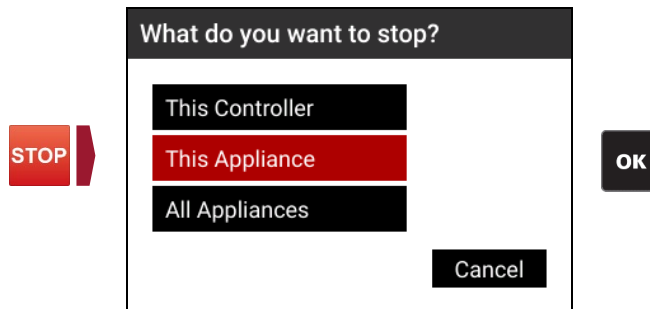 What do you want to stop?
This Controller
STOP
This Appliance
OK
All Appliances
Cancel